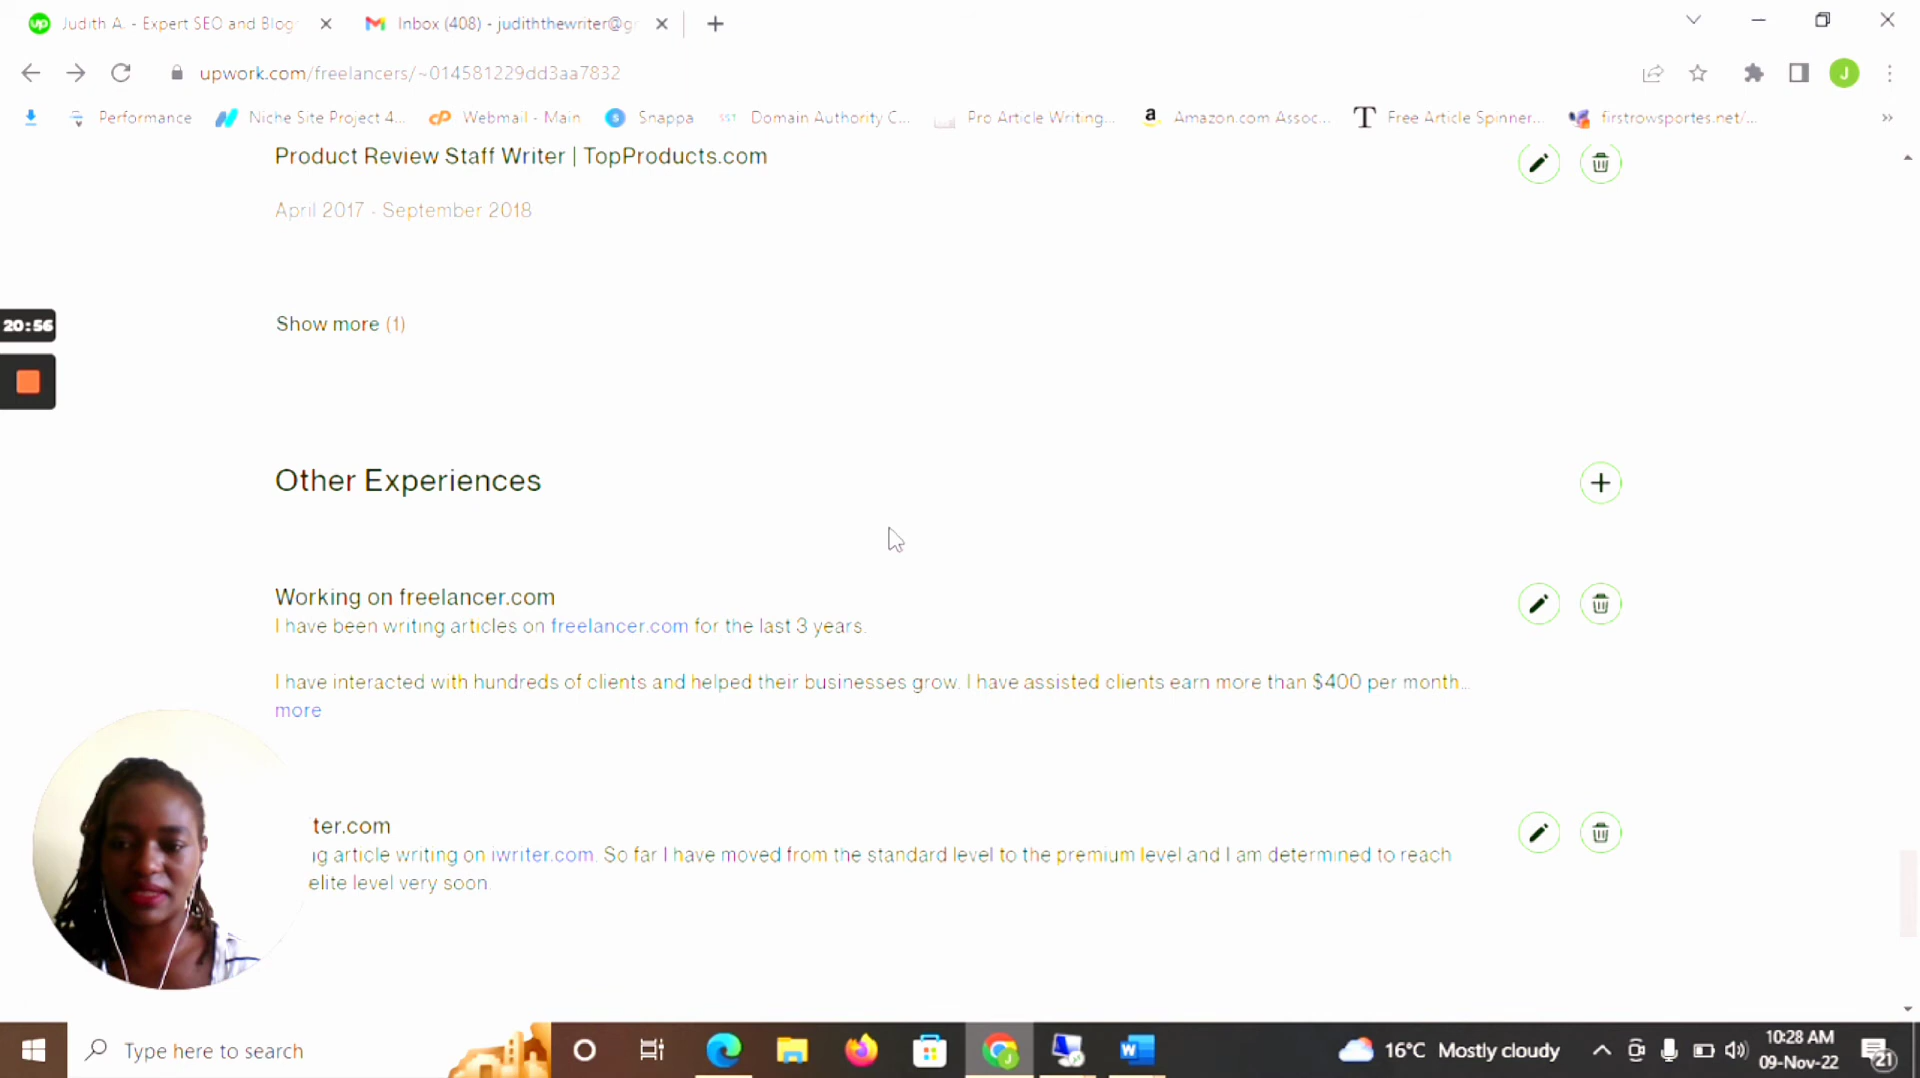 Judith A. - Expert SEO and Blog
Inbox (408) - judiththewriter@g
upwork.com/freelancers/~014581229dd3aa7832
J
Performance
Niche Site Project 4...
Webmail - Main
Snappa
Domain Authority C...
Pro Article Writing...
Amazon.com Assoc...
Free Article Spinner...
firstrowsportes.net/...
Product Review Staff Writer | TopProducts.com
April 2017 - September 2018
20:56
Show more (1)
Other Experiences
Working on freelancer.com
I have been writing articles on freelancer.com for the last 3 years.
I have interacted with hundreds of clients and helped their businesses grow. I have assisted clients earn more than $400 per month...
more
ter.com
ig article writing on iwriter.com. So far I have moved from the standard level to the premium level and I am determined to reach
elite level very soon.
Type here to search
16°C Mostly cloudy
10:28 AM
09-Nov-22
21